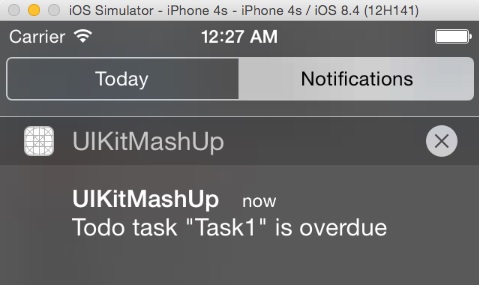 iOS Simulator - iPhone 4s - iPhone 4s / iOS 8.4 (12H141)
Carrier 12:27 AM
Today Notifications
UIKitMashUp
UIKitMashUp now
Todo task "Task1" is overdue